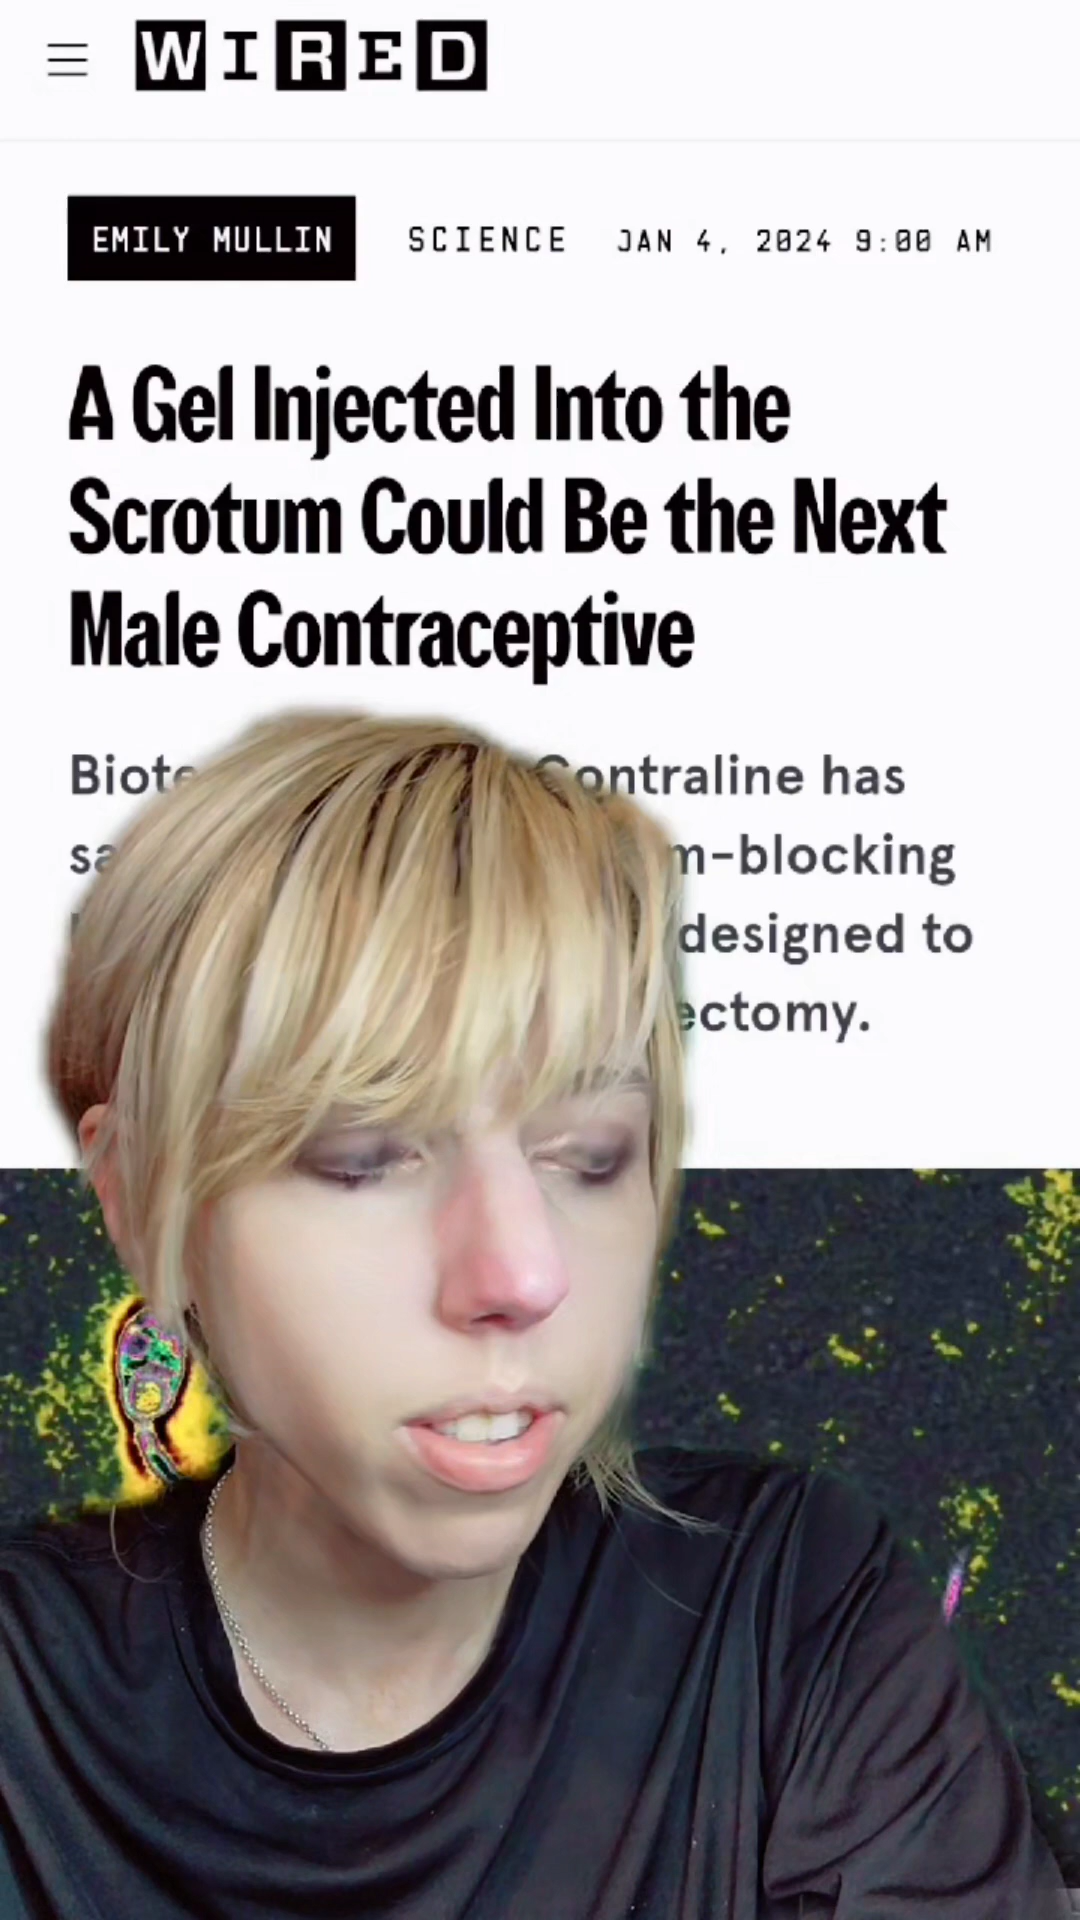 WIRED
EMILY MULLIN SCIENCE JAN 4, 2024 9:00 AM
A Gel Injected Into the
Scrotum Could Be the Next
Male Contraceptive
Contraline has
m-blocking
designed to
ectomy.